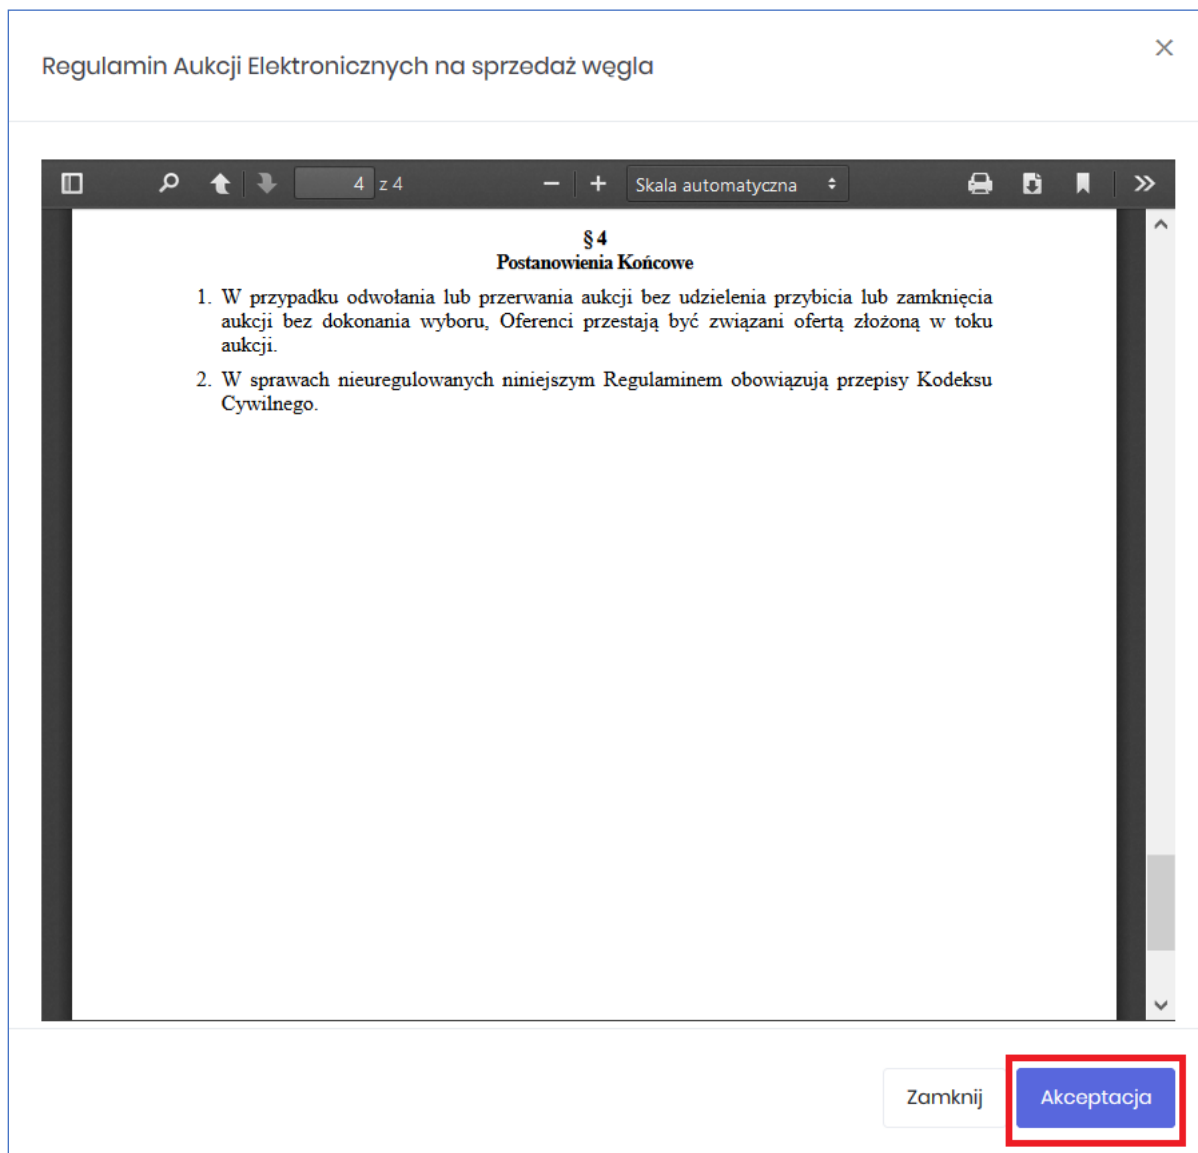 Regulamin Aukcji Elektronicznych na sprzedaż węgla
4 z 4
Skala automatyczna
§ 4
Postanowienia Końcowe
1. W przypadku odwołania lub przerwania aukcji bez udzielenia przybicia lub zamknięcia
aukcji bez dokonania wyboru, Oferenci przestają być związani ofertą złożoną w toku
aukcji.
2. W sprawach nieuregulowanych niniejszym Regulaminem obowiązują przepisy Kodeksu
Cywilnego.
Zamknij
Akceptacja